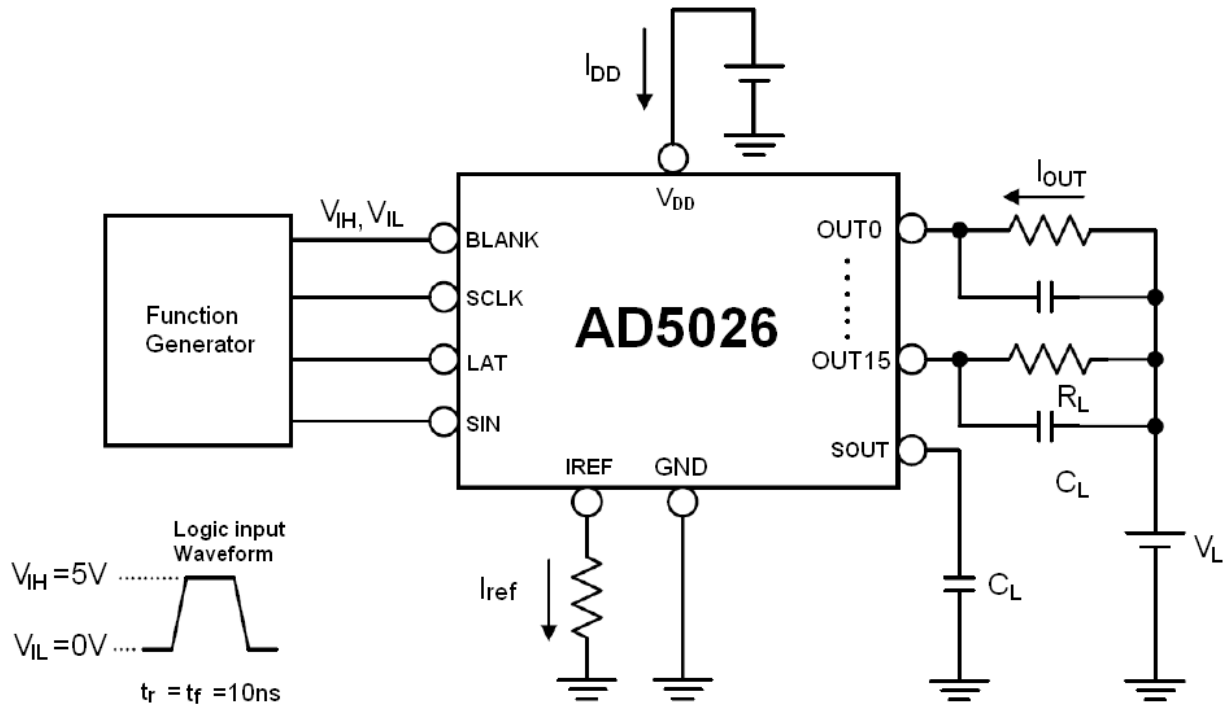 IDD
VDD
IOUT
VIH, VIL
BLANK
SCLK
LAT
SIN
Function
Generator
AD5026
OUT0
OUT15
SOUT
RL
CL
IREF
GND
VL
Logic input
Waveform
VIH =5V
VIL =0V
tr = tf =10ns
Iref
CL